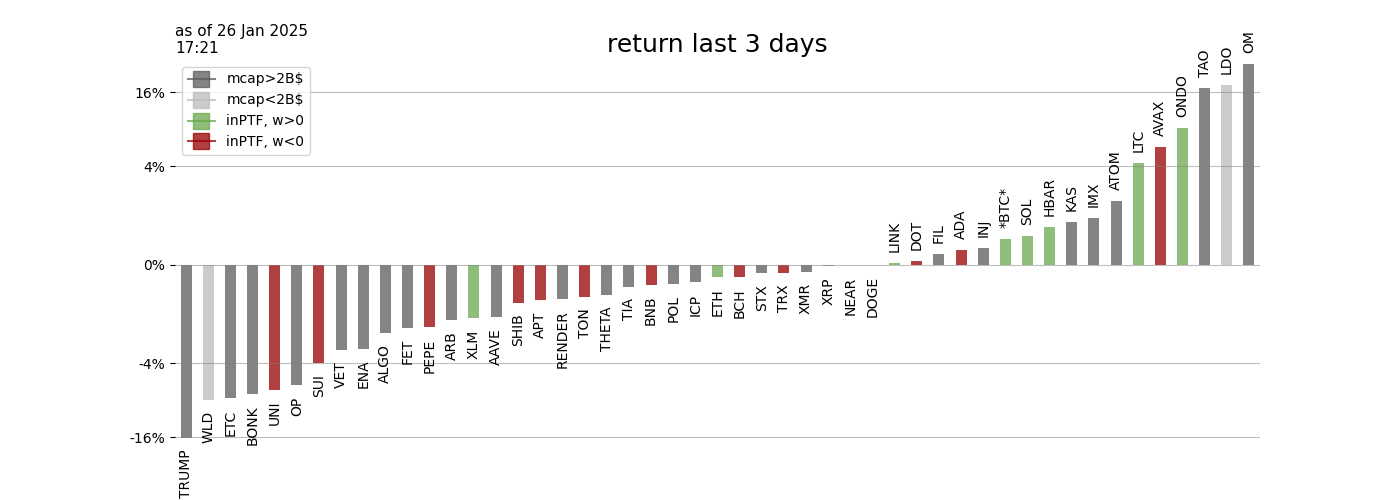 as of 26 Jan 2025
17:21
return last 3 days
mcap>2B$
mcap<2B$
inPTF, w>0
inPTF, w<0
16%
4%
0%
-4%
-16%
TRUMP
WLD
ETC
BONK
UNI
OP
SUI
VET
ENA
ALGO
FET
PEPE
ARB
XLM
AAVE
SHIB
APT
RENDER
TON
THETA
TIA
BNB
POL
ICP
ETH
BCH
STX
TRX
XMR
XRP
NEAR
DOGE
LINK
DOT
FIL
ADA
INJ
*BTC*
SOL
HBAR
KAS
IMX
ATOM
LTC
AVAX
ONDO
TAO
LDO
OM